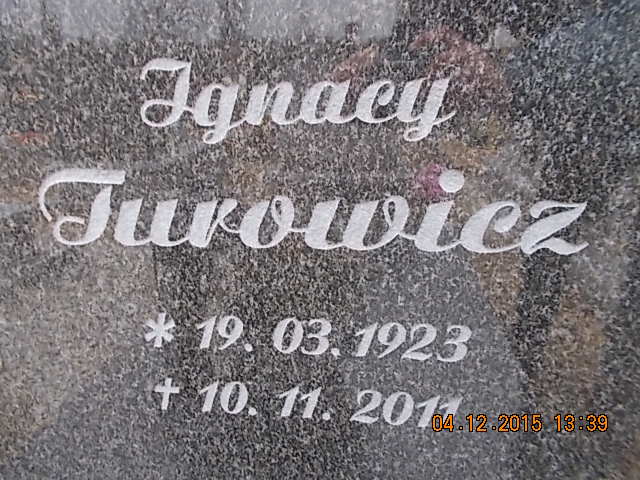 Ignacy
Turowicz
* 19. 03. 1923
+ 10. 11. 2011
04.12.2015 13:39